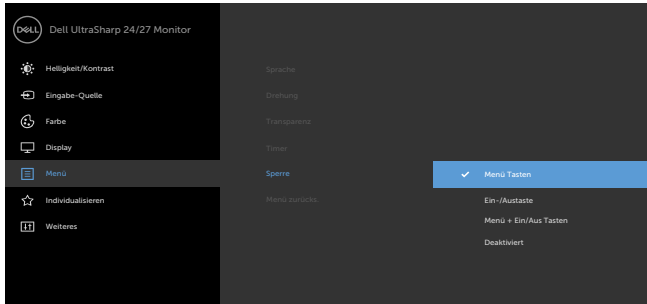 DELL
Dell UltraSharp 24/27 Monitor
Helligkeit/Kontrast
Eingabe-Quelle
Farbe
Display
Menü
Individualisieren
Weiteres
Sprache
Drehung
Transparenz
Timer
Sperre
Menü zurücks.
Menü Tasten
Ein-/Austaste
Menü + Ein/Aus Tasten
Deaktiviert